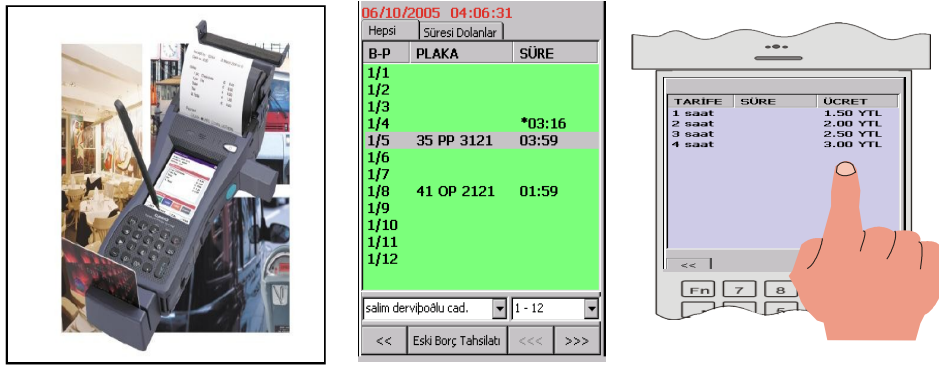 06/10/2005 04:06:31
Hepsi Süresi Dolanlar
B-P PLAKA SÜRE
1/1
1/2
1/3
1/4 *03:16
1/5 35 PP 3121 03:59
1/6
1/7
1/8 41 OP 2121 01:59
1/9
1/10
1/11
1/12
salim derviþoðlu cad. 1 - 12
<< Eski Borç Tahsilatı <<< >>>
TARİFE SÜRE ÜCRET
1 saat 1.50 YTL
2 saat 2.00 YTL
3 saat 2.50 YTL
4 saat 3.00 YTL
<<
Fn 7 8